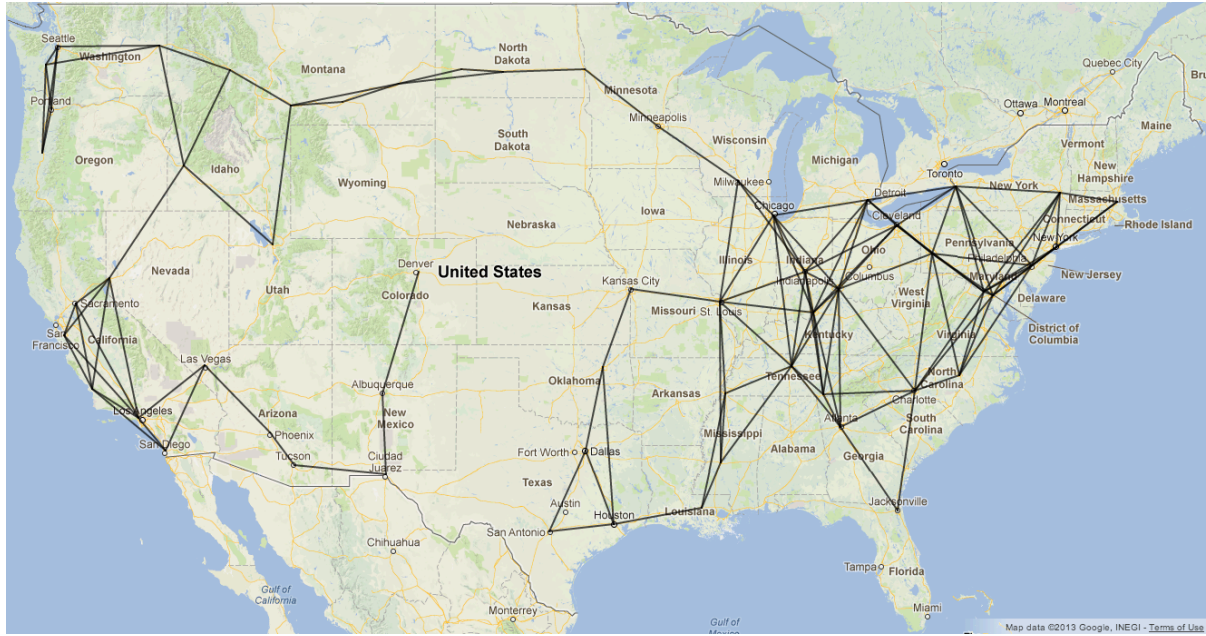 Seattle
Washington
Montana
North
Dakota
Quebec City
Bru
Portland
Minnesota
Ottawa
Montreal
Minneapolis
Maine
Oregon
South
Dakota
Wisconsin
Michigan
Vermont
Idaho
Toronto
New
Hampshire
Wyoming
Milwaukee
Detroit
New York
Massachusetts
Chicago
Iowa
Cleveland
Connecticut
Rhode Island
Nebraska
Ohio
Pennsylvania
New York
Nevada
Denver
United States
Illinois
Indiana
Indianapolis
Columbus
Philadelphia
New Jersey
Utah
Colorado
Kansas City
Maryland
West
Virginia
Delaware
Sacramento
Kansas
Missouri
St. Louis
San
Francisco
California
Kentucky
Virginia
District of
Columbia
Las Vegas
Tennessee
North
Carolina
Oklahoma
Albuquerque
Arkansas
Charlotte
Los Angeles
Arizona
New
Mexico
Atlanta
South
Carolina
Phoenix
Mississippi
San Diego
Tucson
Ciudad
Juarez
Fort Worth
Dallas
Alabama
Georgia
Texas
Austin
Houston
Louisiana
Jacksonville
San Antonio
Chihuahua
Tampa
Florida
Gulf of
California
Monterrey
Miami
Gulf of
Mexico
Map data ©2013 Google, INEGI - Terms of Use